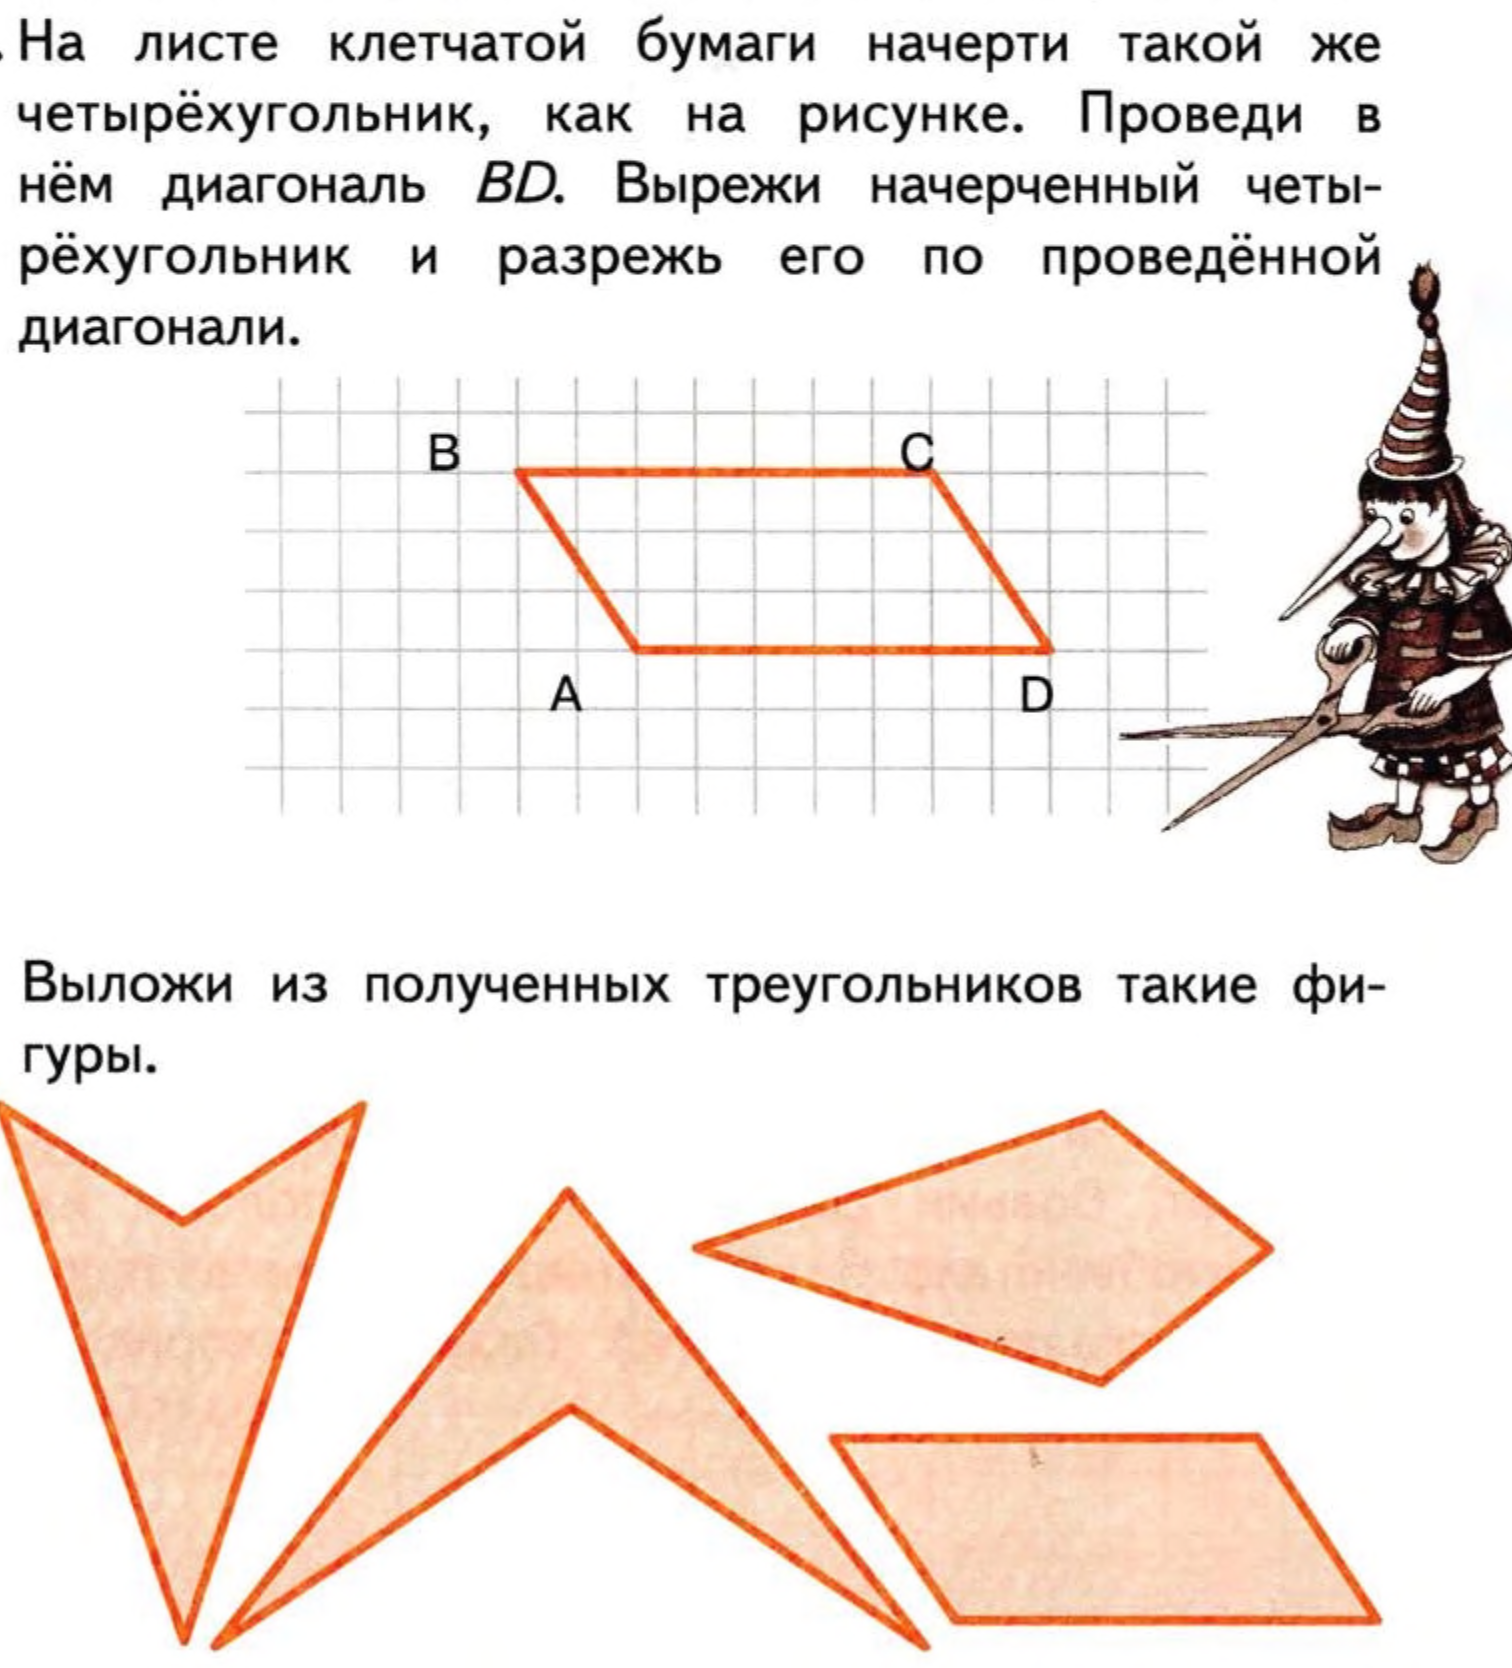 . На листе клетчатой бумаги начерти такой же
четырёхугольник, как на рисунке. Проведи в
нём диагональ BD. Вырежи начерченный четы-
рёхугольник и разрежь его по проведённой
диагонали.
B C
A D
Выложи из полученных треугольников такие фи-
гуры.